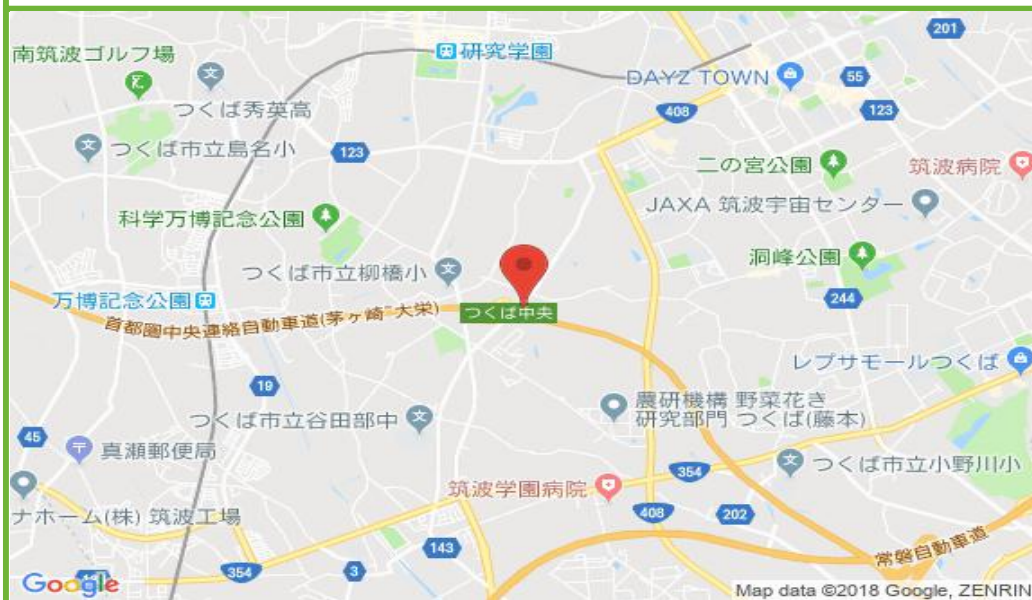 201
南筑波ゴルフ場
研究学園
DAYZ TOWN
55
つくば秀英高
408
123
つくば市立島名小
123
二の宮公園
筑波病院
JAXA 筑波宇宙センター
科学万博記念公園
洞峰公園
つくば市立柳橋小
244
万博記念公園
つくば中央
首都圏中央連絡自動車道(茅ヶ崎~大栄)
レプサモールつくば
19
農研機構 野菜花き
研究部門 つくば(藤本)
つくば市立谷田部中
45
真瀬郵便局
354
つくば市立小野川小
筑波学園病院
408
202
ナホーム(株) 筑波工場
143
常磐自動車道
354
3
Google
Map data ©2018 Google, ZENRIN